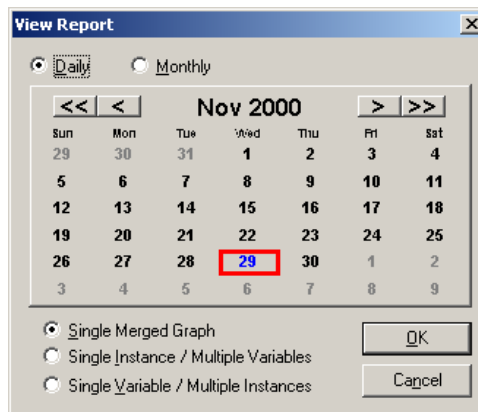 View Report
Daily Monthly
<< < Nov 2000 > >>
Sun Mon Tue Wed Thu Fri Sat
29 30 31 1 2 3 4
5 6 7 8 9 10 11
12 13 14 15 16 17 18
19 20 21 22 23 24 25
26 27 28 29 30 1 2
3 4 5 6 7 8 9
Single Merged Graph
OK
Single Instance / Multiple Variables
Single Variable / Multiple Instances
Cancel